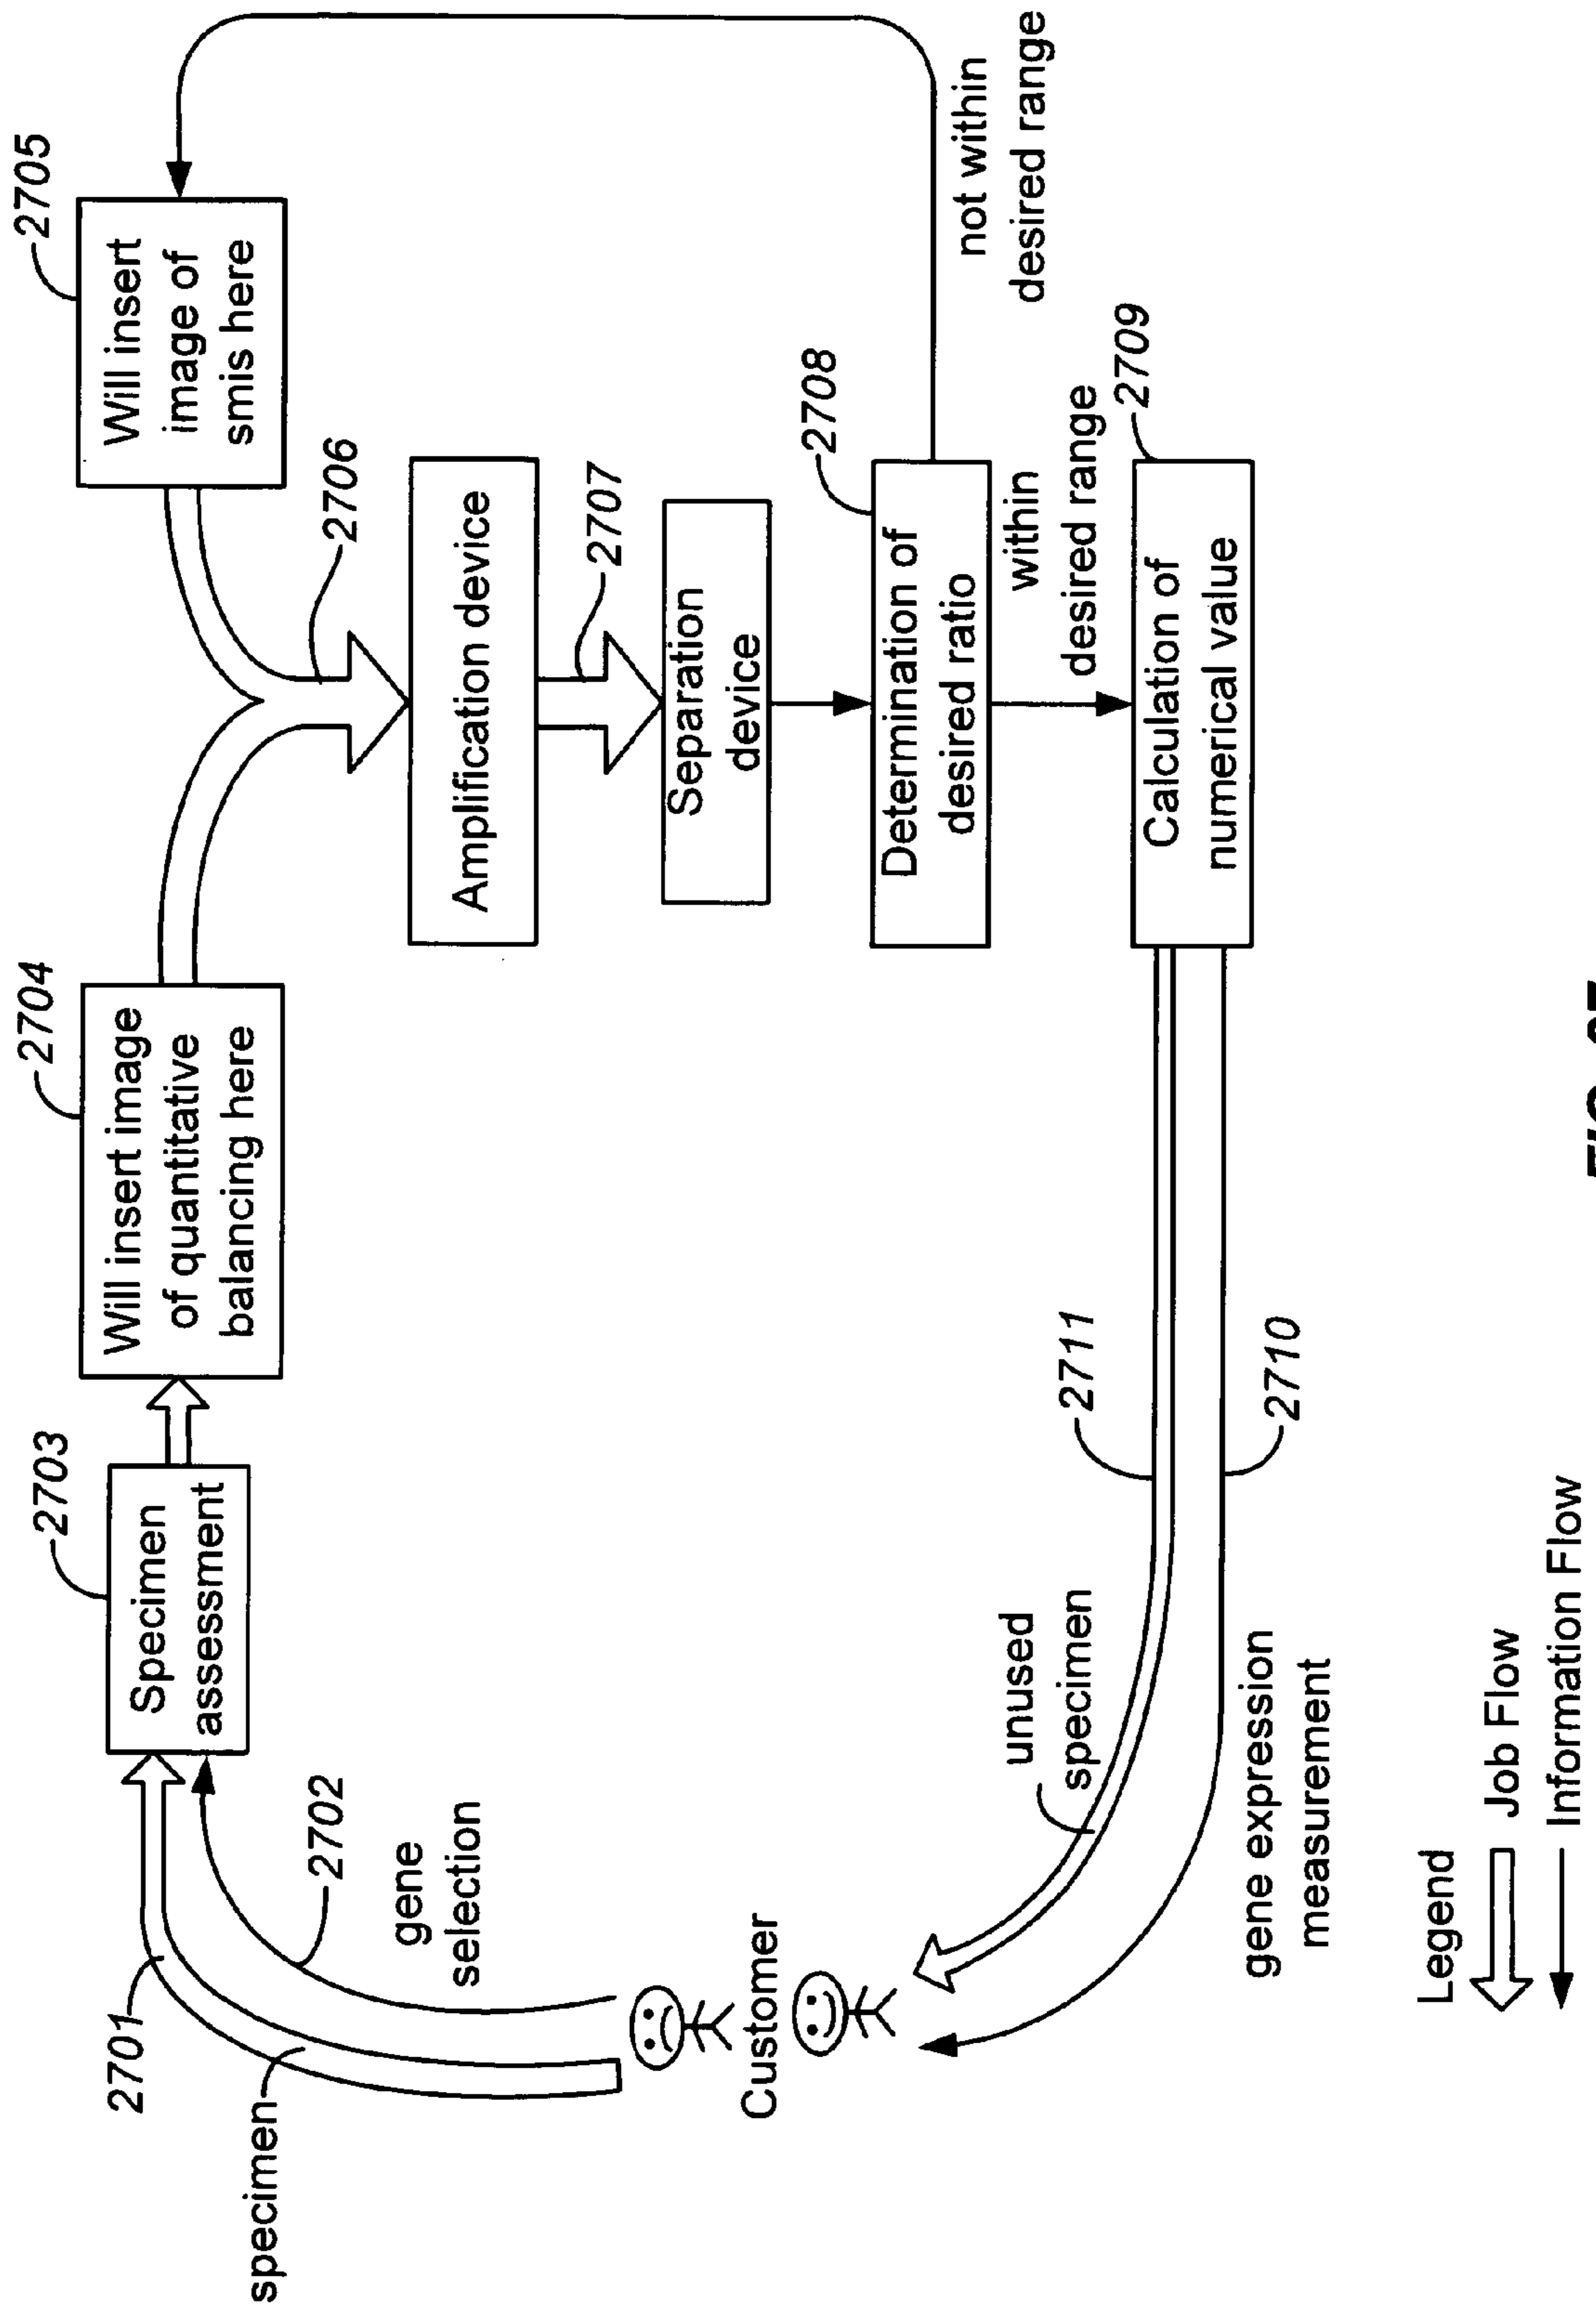 2701
specimen
2702
gene
selection
Customer
2703
Specimen
assessment
2704
Will insert image
of quantitative
balancing here
2705
Will insert
image of
smis here
2706
Amplification device
2707
Separation
device
2708
Determination of
desired ratio
not within
desired range
within
desired range
2709
Calculation of
numerical value
2711
2710
unused
specimen
gene expression
measurement
Legend
Job Flow
Information Flow